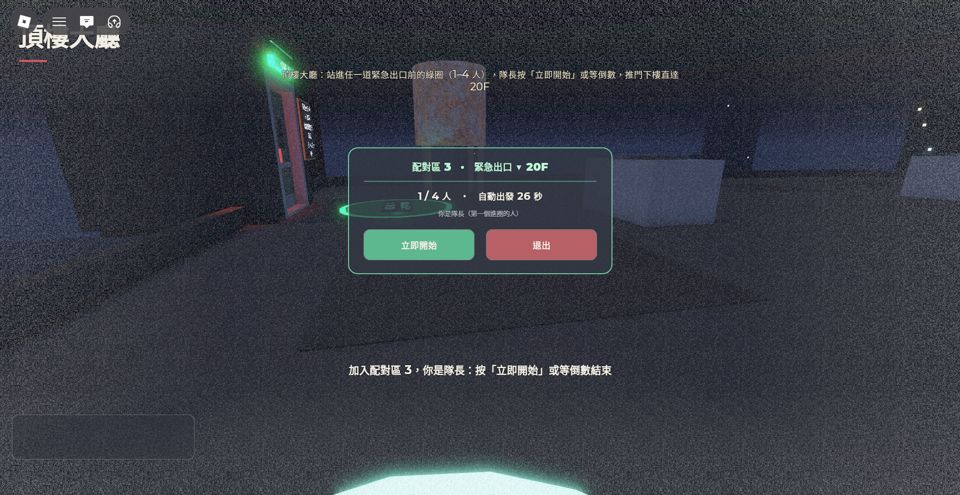 頂樓大廳
頂樓大廳：站進任一道緊急出口前的綠圈（1–4 人），隊長按「立即開始」或等倒數，推門下樓直達
20F
配對區 3 • 緊急出口 ▼ 20F
1 / 4 人 · 自動出發 26 秒
你是隊長（第一個進圈的人）
立即開始
退出
加入配對區 3，你是隊長：按「立即開始」或等倒數結束